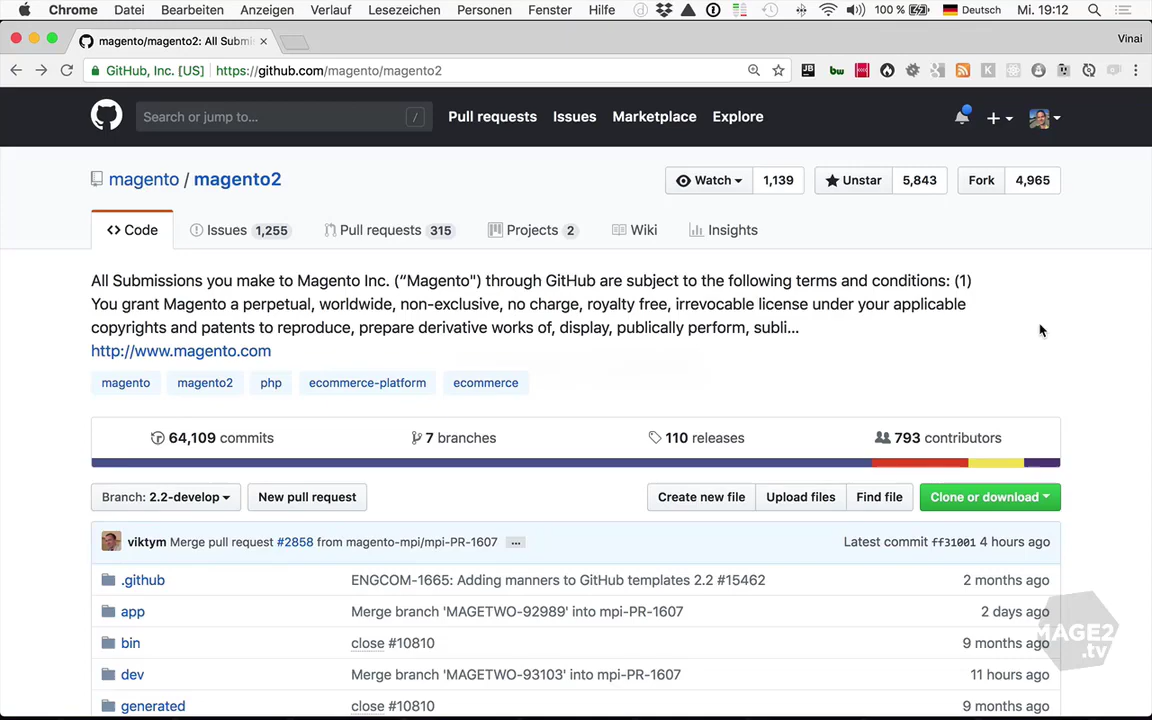 Chrome Datei Bearbeiten Anzeigen Verlauf Lesezeichen Personen Fenster Hilfe 100 % Deutsch Mi. 19:12
magento/magento2: All Submi Vinai
GitHub, Inc. [US] https://github.com/magento/magento2
Search or jump to... / Pull requests Issues Marketplace Explore
magento / magento2 Watch 1,139 Unstar 5,843 Fork 4,965
Code Issues 1,255 Pull requests 315 Projects 2 Wiki Insights
All Submissions you make to Magento Inc. (“Magento") through GitHub are subject to the following terms and conditions: (1)
You grant Magento a perpetual, worldwide, non-exclusive, no charge, royalty free, irrevocable license under your applicable
copyrights and patents to reproduce, prepare derivative works of, display, publically perform, subli...
http://www.magento.com
magento magento2 php ecommerce-platform ecommerce
64,109 commits 7 branches 110 releases 793 contributors
Branch: 2.2-develop New pull request Create new file Upload files Find file Clone or download
viktym Merge pull request #2858 from magento-mpi/mpi-PR-1607 ... Latest commit ff31001 4 hours ago
.github ENGCOM-1665: Adding manners to GitHub templates 2.2 #15462 2 months ago
app Merge branch 'MAGETWO-92989' into mpi-PR-1607 2 days ago
bin close #10810 9 months ago
dev Merge branch 'MAGETWO-93103' into mpi-PR-1607 11 hours ago
generated close #10810 9 months ago
MAGE2
.tv